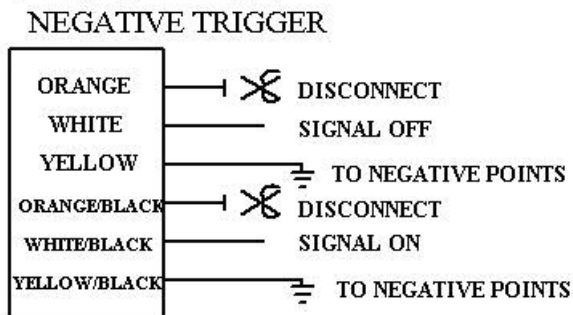 NEGATIVE TRIGGER
ORANGE DISCONNECT
WHITE SIGNAL OFF
YELLOW TO NEGATIVE POINTS
ORANGE/BLACK DISCONNECT
WHITE/BLACK SIGNAL ON
YELLOW/BLACK TO NEGATIVE POINTS